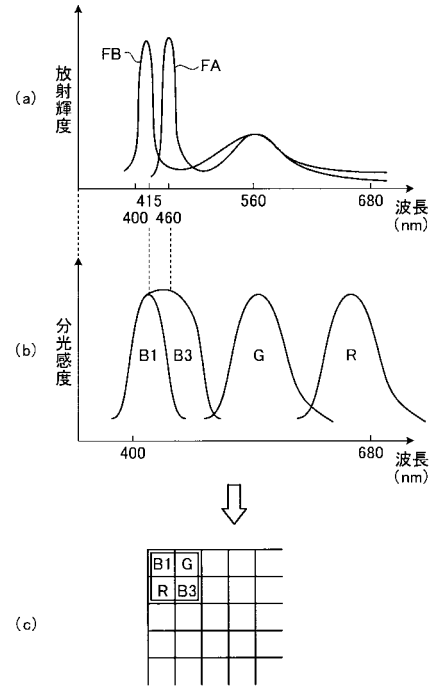 (a)
放射輝度
FB
FA
415
400
460
560
680
波長
(nm)
(b)
分光感度
B1
B3
G
R
400
680
波長
(nm)
(c)
B1 G
R B3